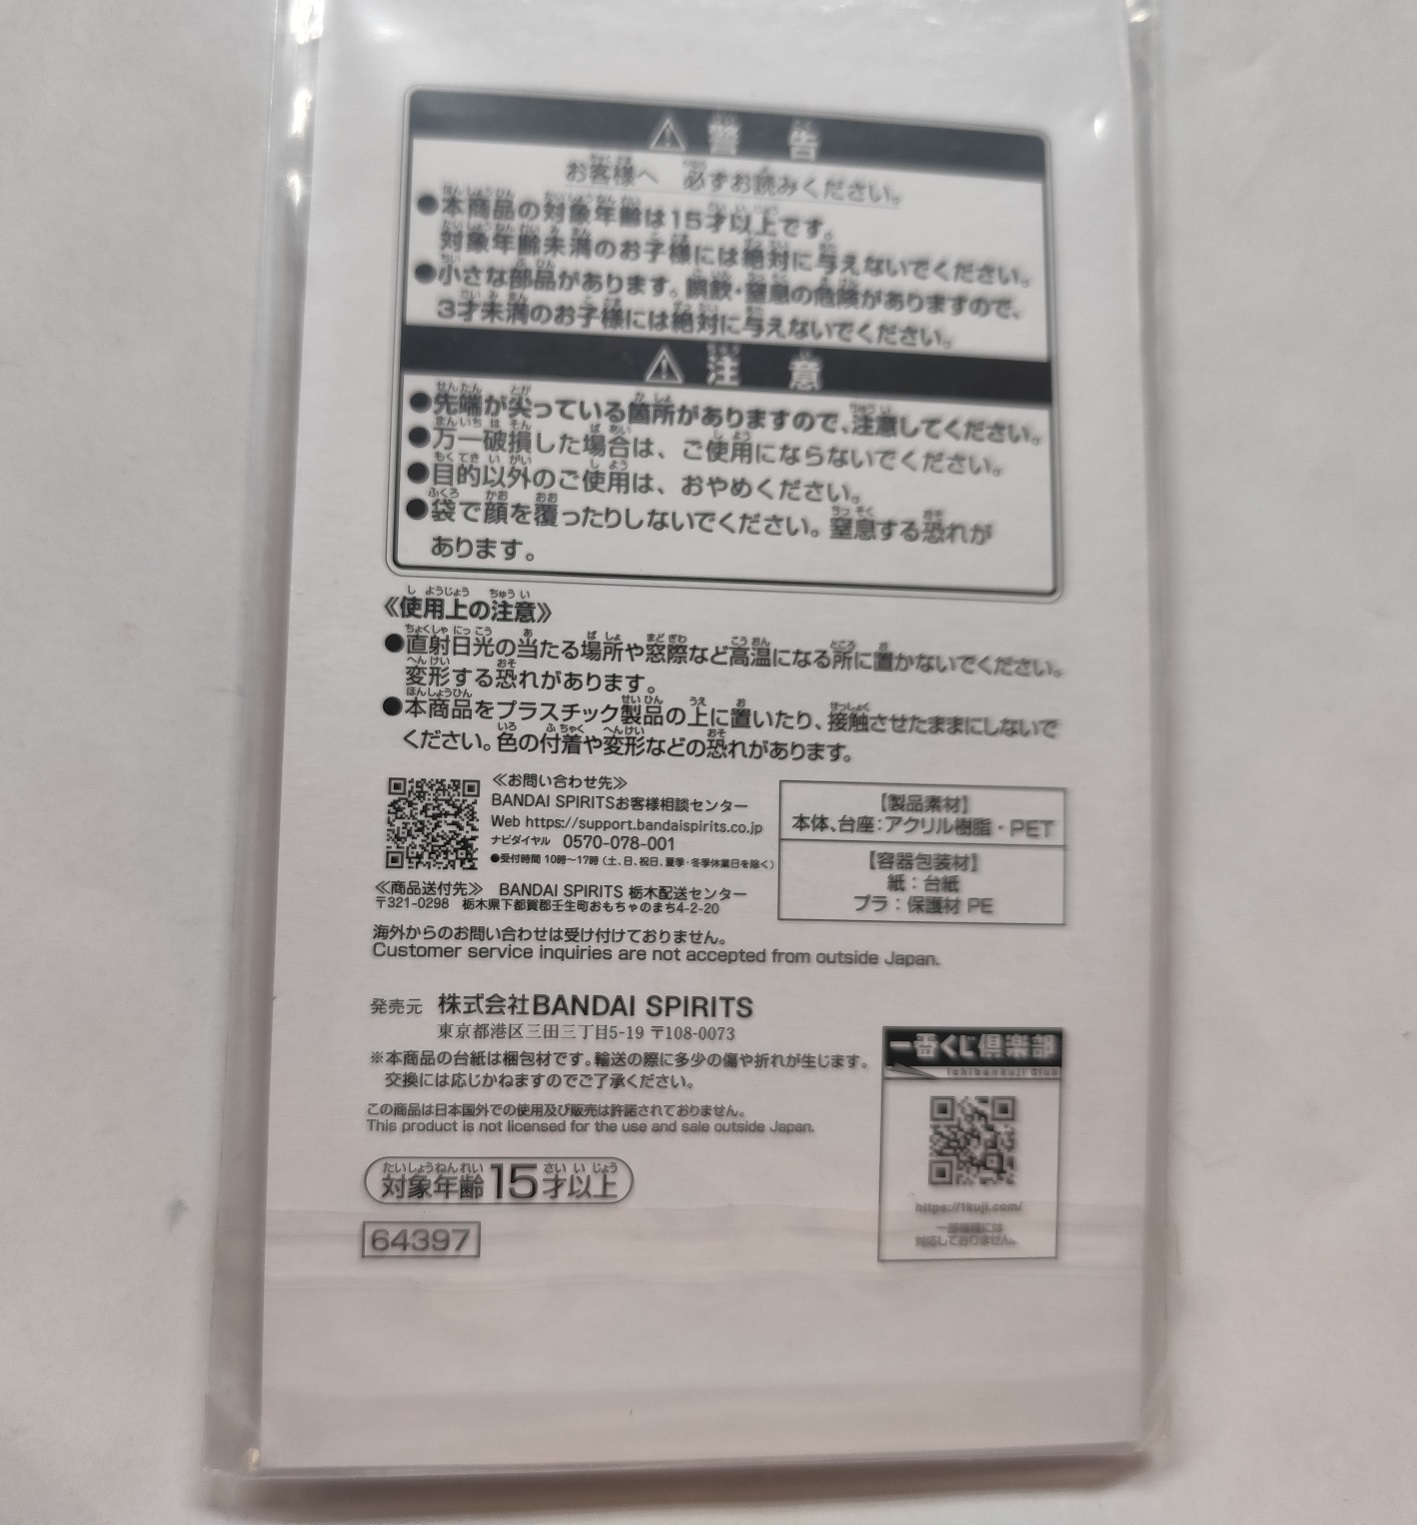 警告
お客様へ 必ずお読みください。
●本商品の対象年齢は15才以上です。
対象年齢未満のお子様には絶対に与えないでください。
●小さな部品があります。誤飲・窒息の危険がありますので、
3才未満のお子様には絶対に与えないでください。
注意
●先端が尖っている箇所がありますので、注意してください。
●万一破損した場合は、ご使用にならないでください。
●目的以外のご使用は、おやめください。
●袋で顔を覆ったりしないでください。窒息する恐れが
あります。
《使用上の注意》
●直射日光の当たる場所や窓際など高温になる所に置かないでください。
変形する恐れがあります。
●本商品をプラスチック製品の上に置いたり、接触させたままにしないで
ください。色の付着や変形などの恐れがあります。
≪お問い合わせ先≫
BANDAI SPIRITSお客様相談センター
Web https://support.bandaispirits.co.jp
ナビダイヤル 0570-078-001
●受付時間 10時～17時(土、日、祝日、夏季・冬季休業日を除く)
≪商品送付先≫ BANDAI SPIRITS 栃木配送センター
〒321-0298 栃木県下都賀郡壬生町おもちゃのまち4-2-20
【製品素材】
本体、台座:アクリル樹脂・PET
【容器包装材】
紙:台紙
プラ:保護材 PE
海外からのお問い合わせは受け付けておりません。
Customer service inquiries are not accepted from outside Japan.
発売元 株式会社BANDAI SPIRITS
東京都港区三田三丁目5-19 〒108-0073
※本商品の台紙は梱包材です。輸送の際に多少の傷や折れが生じます。
交換には応じかねますのでご了承ください。
この商品は日本国外での使用及び販売は許諾されておりません。
This product is not licensed for the use and sale outside Japan.
対象年齢15才以上
64397
一番くじ倶楽部
Ichibankuji Club
https://1kuji.com/
一部機種には
対応しておりません。